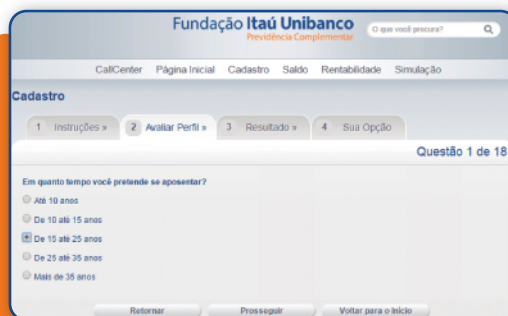 Fundação Itaú Unibanco
Previdência Complementar
O que você procura?
CallCenter Página Inicial Cadastro Saldo Rentabilidade Simulação
Cadastro
1 Instruções » 2 Avaliar Perfil » 3 Resultado » 4 Sua Opção
Questão 1 de 18
Em quanto tempo você pretende se aposentar?
Até 10 anos
De 10 até 15 anos
De 15 até 25 anos
De 25 até 35 anos
Mais de 35 anos
Retornar Prosseguir Voltar para o Início